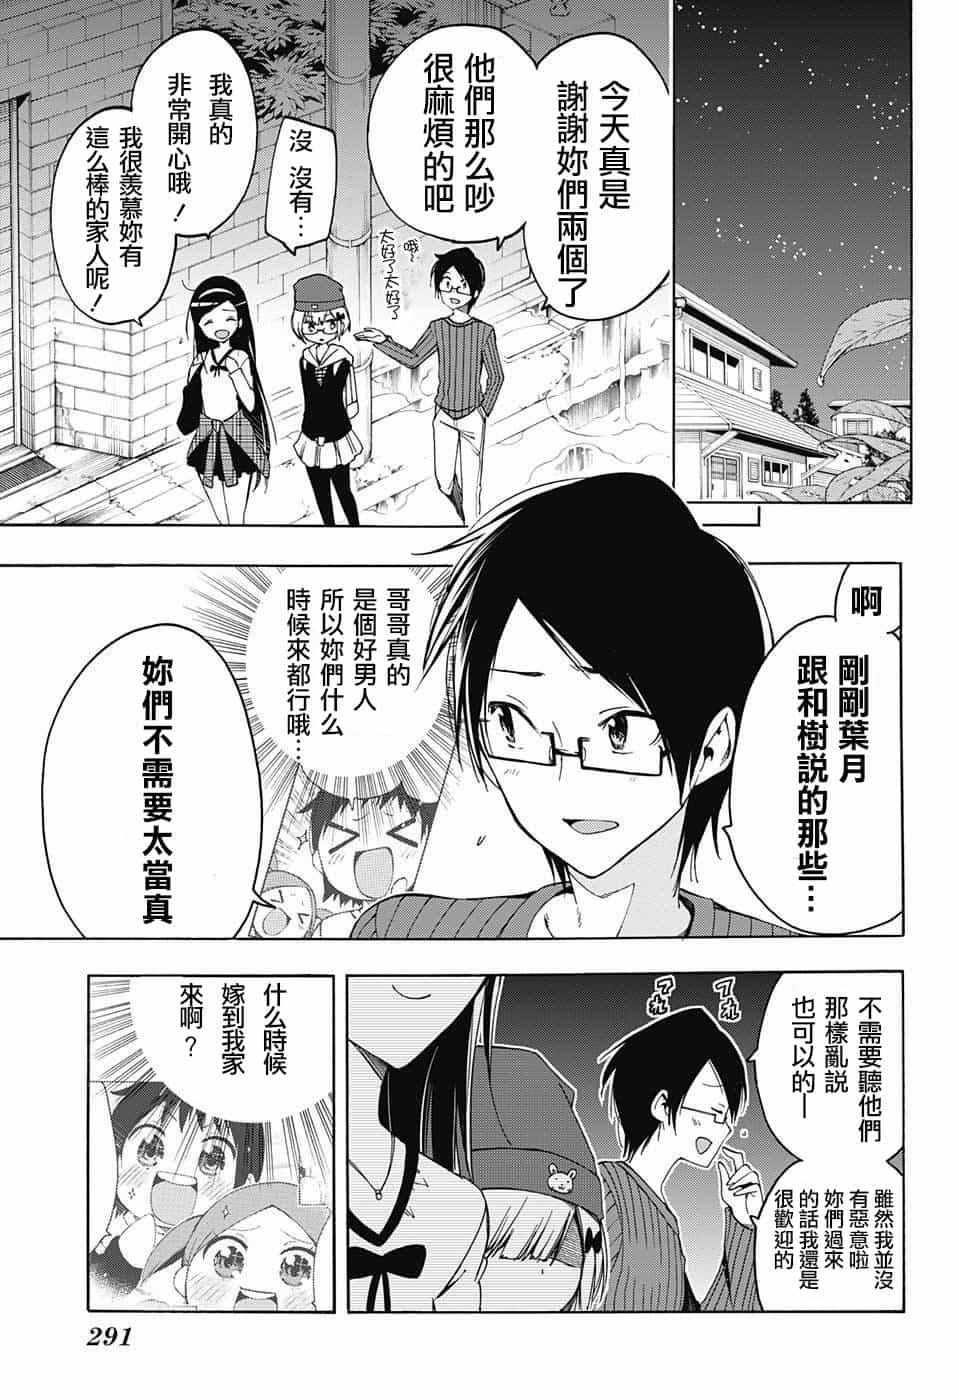 今天真是
謝謝妳們兩個了
他們那么吵
很麻煩的吧
哦~
太好了太好了
沒 沒有…
我真的
非常開心哦！
我很羨慕妳有
這么棒的家人呢！
啊
剛剛葉月
跟和樹説的那些…
哥哥真的
是個好男人
所以妳們什么
時候來都行哦…
妳們不需要太當真
不需要聽他們
那樣亂説
也可以的—
雖然我並沒
有惡意啦
妳們過來
的話我還是
很歡迎的
什么時候
嫁到我家
來啊？
291